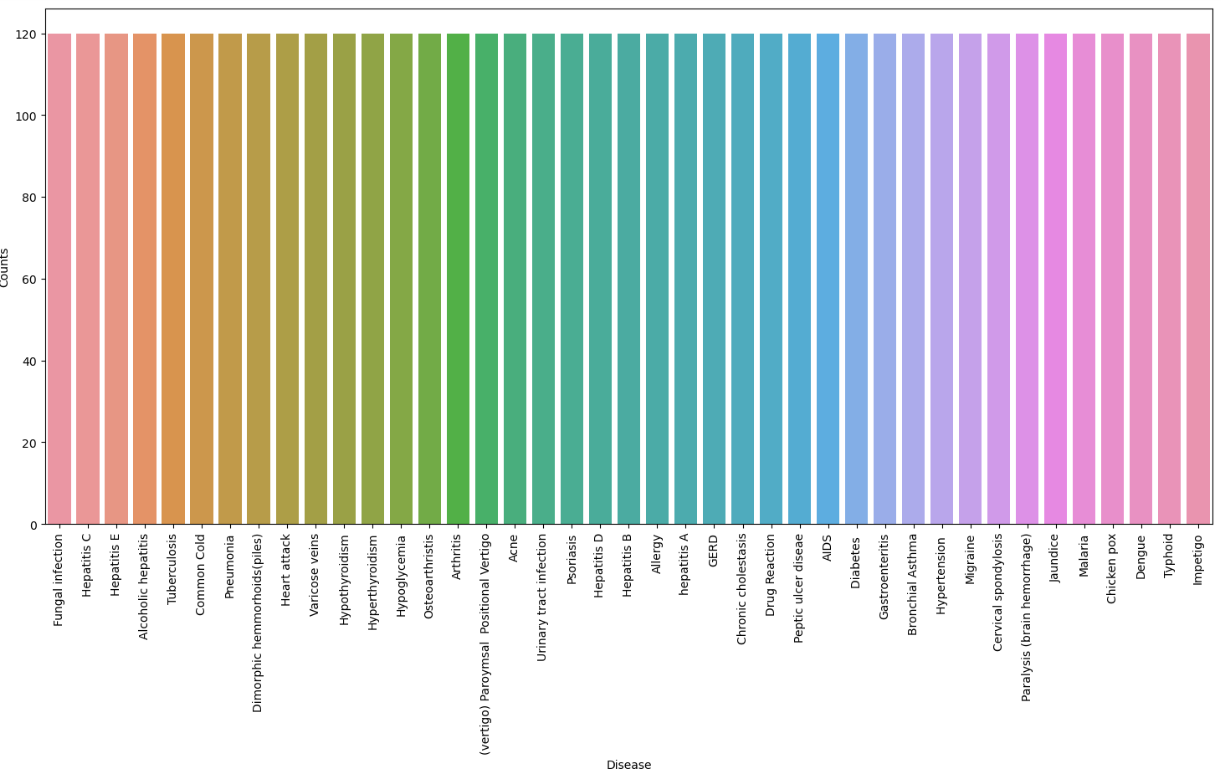 120
100
80
60
40
20
0
Counts
Fungal infection
Hepatitis C
Hepatitis E
Alcoholic hepatitis
Tuberculosis
Common Cold
Pneumonia
Dimorphic hemmorhoids(piles)
Heart attack
Varicose veins
Hypothyroidism
Hyperthyroidism
Hypoglycemia
Osteoarthristis
Arthritis
(vertigo) Paroymsal  Positional Vertigo
Acne
Urinary tract infection
Psoriasis
Hepatitis D
Hepatitis B
Allergy
hepatitis A
GERD
Chronic cholestasis
Drug Reaction
Peptic ulcer diseae
AIDS
Diabetes
Gastroenteritis
Bronchial Asthma
Hypertension
Migraine
Cervical spondylosis
Paralysis (brain hemorrhage)
Jaundice
Malaria
Chicken pox
Dengue
Typhoid
Impetigo
Disease